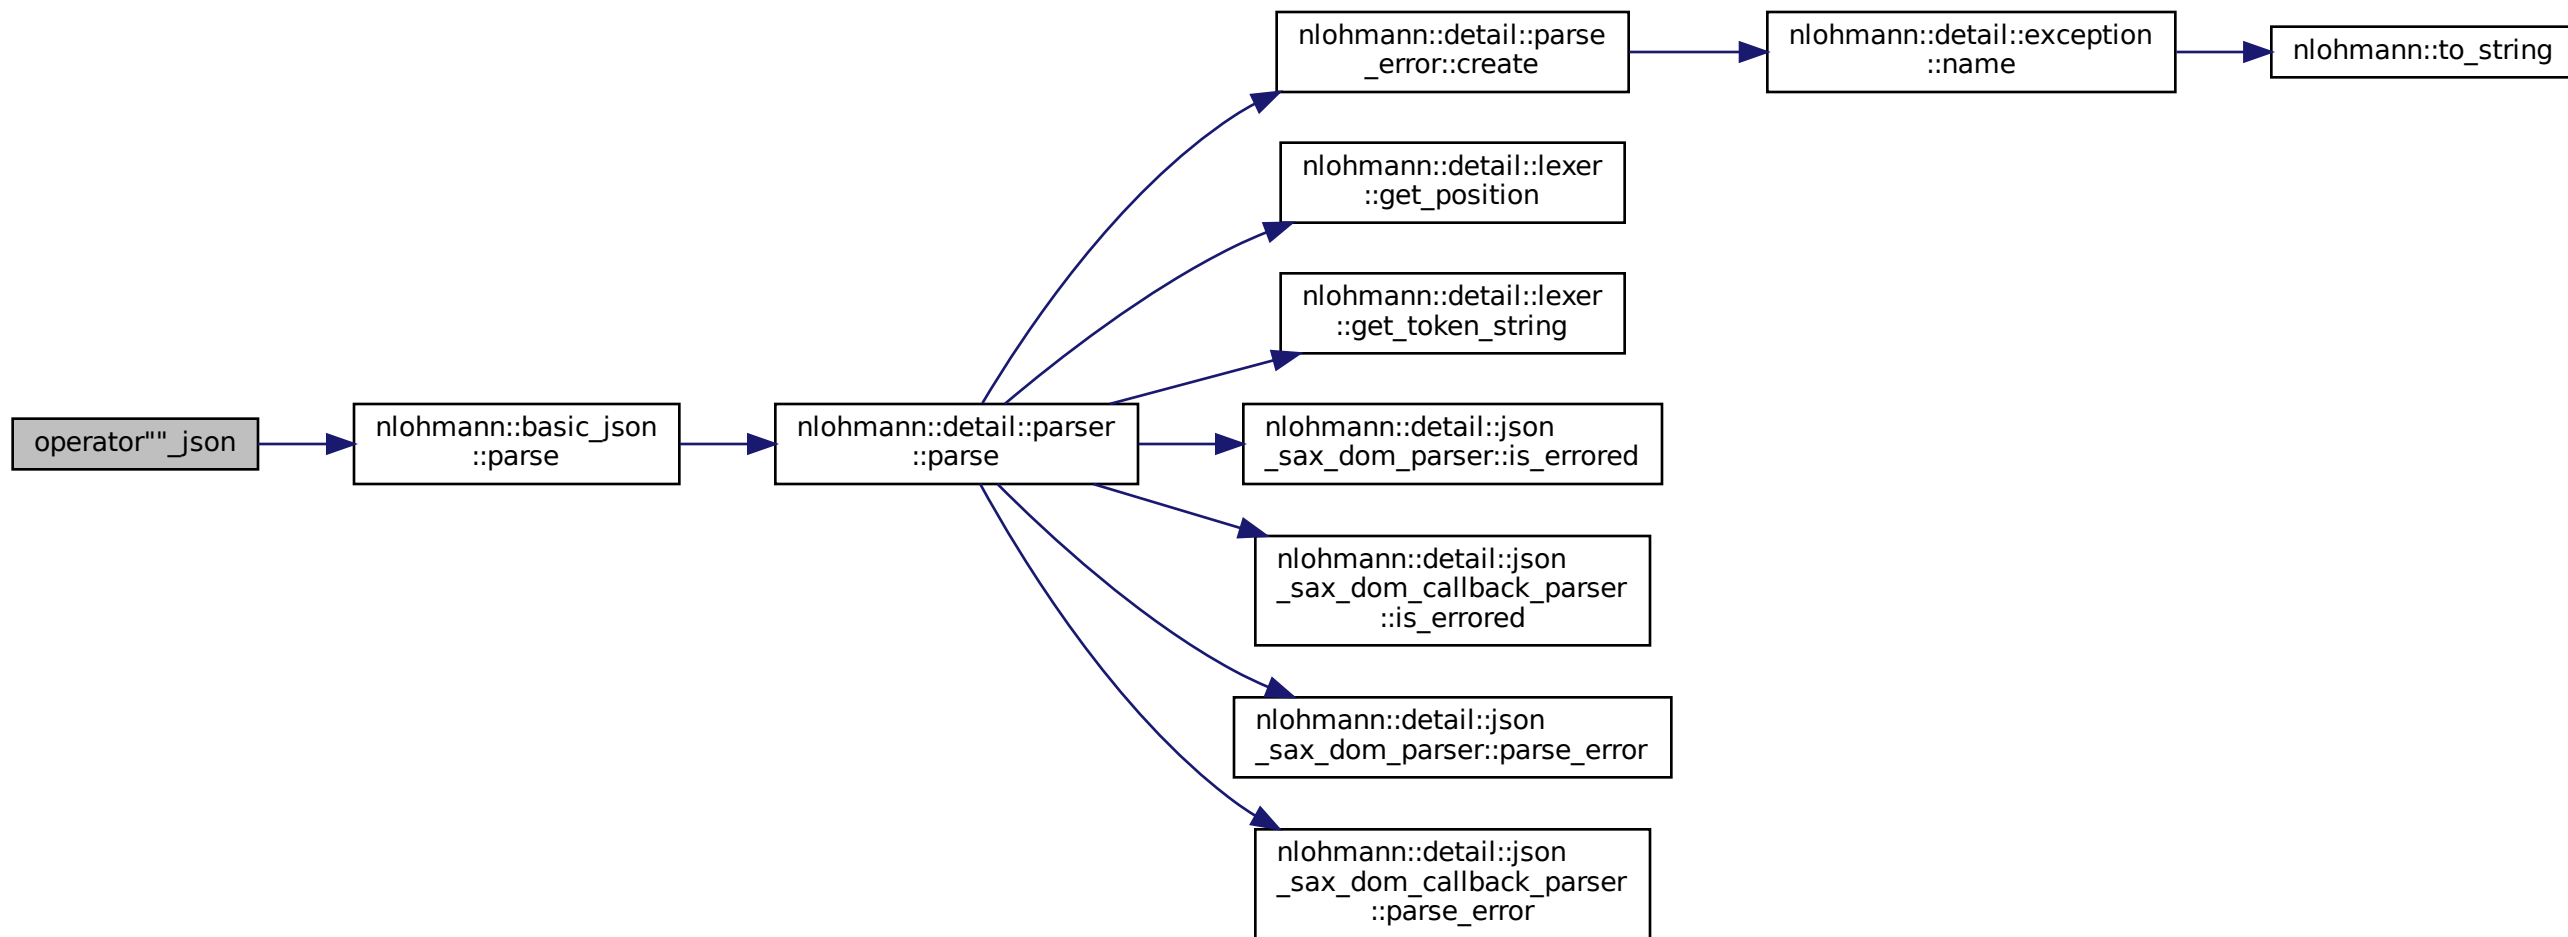 operator""_json
nlohmann::basic_json
::parse
nlohmann::detail::parser
::parse
nlohmann::detail::parse
_error::create
nlohmann::detail::exception
::name
nlohmann::to_string
nlohmann::detail::lexer
::get_position
nlohmann::detail::lexer
::get_token_string
nlohmann::detail::json
_sax_dom_parser::is_errored
nlohmann::detail::json
_sax_dom_callback_parser
::is_errored
nlohmann::detail::json
_sax_dom_parser::parse_error
nlohmann::detail::json
_sax_dom_callback_parser
::parse_error